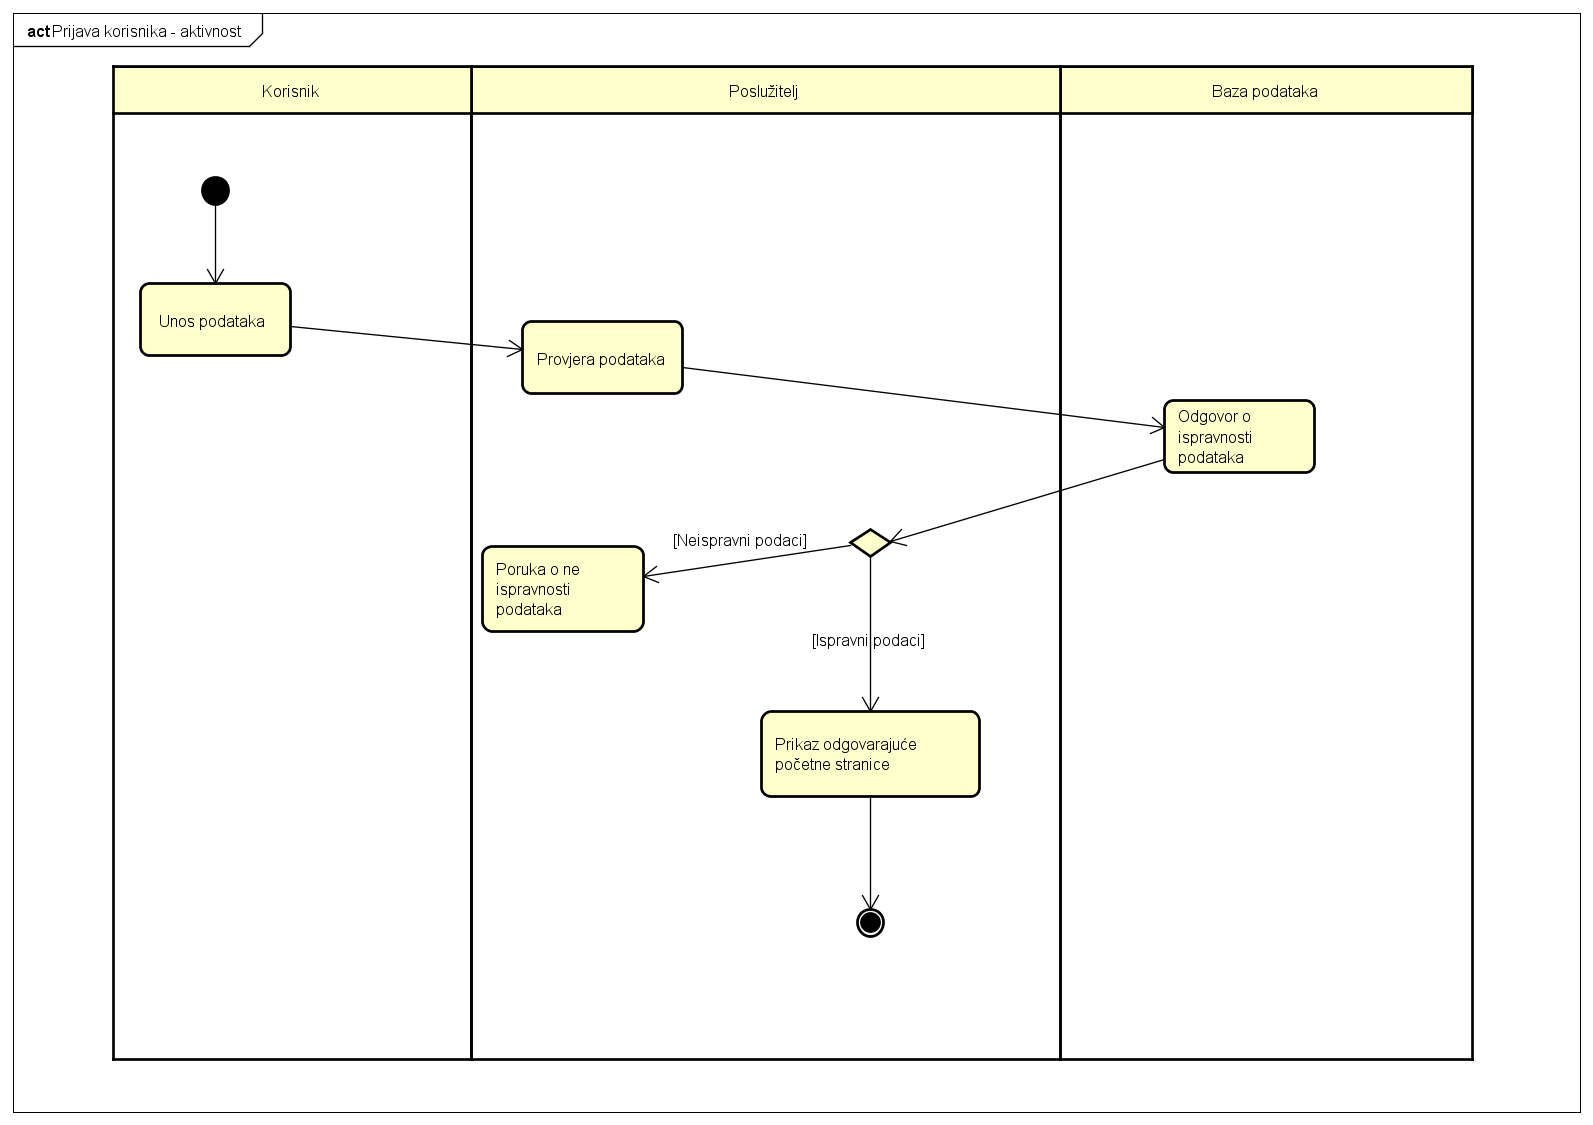 act Prijava korisnika - aktivnost
Korisnik
Poslužitelj
Baza podataka
Unos podataka
Provjera podataka
Odgovor o
ispravnosti
podataka
[Neispravni podaci]
Poruka o ne
ispravnosti
podataka
[Ispravni podaci]
Prikaz odgovarajuće
početne stranice